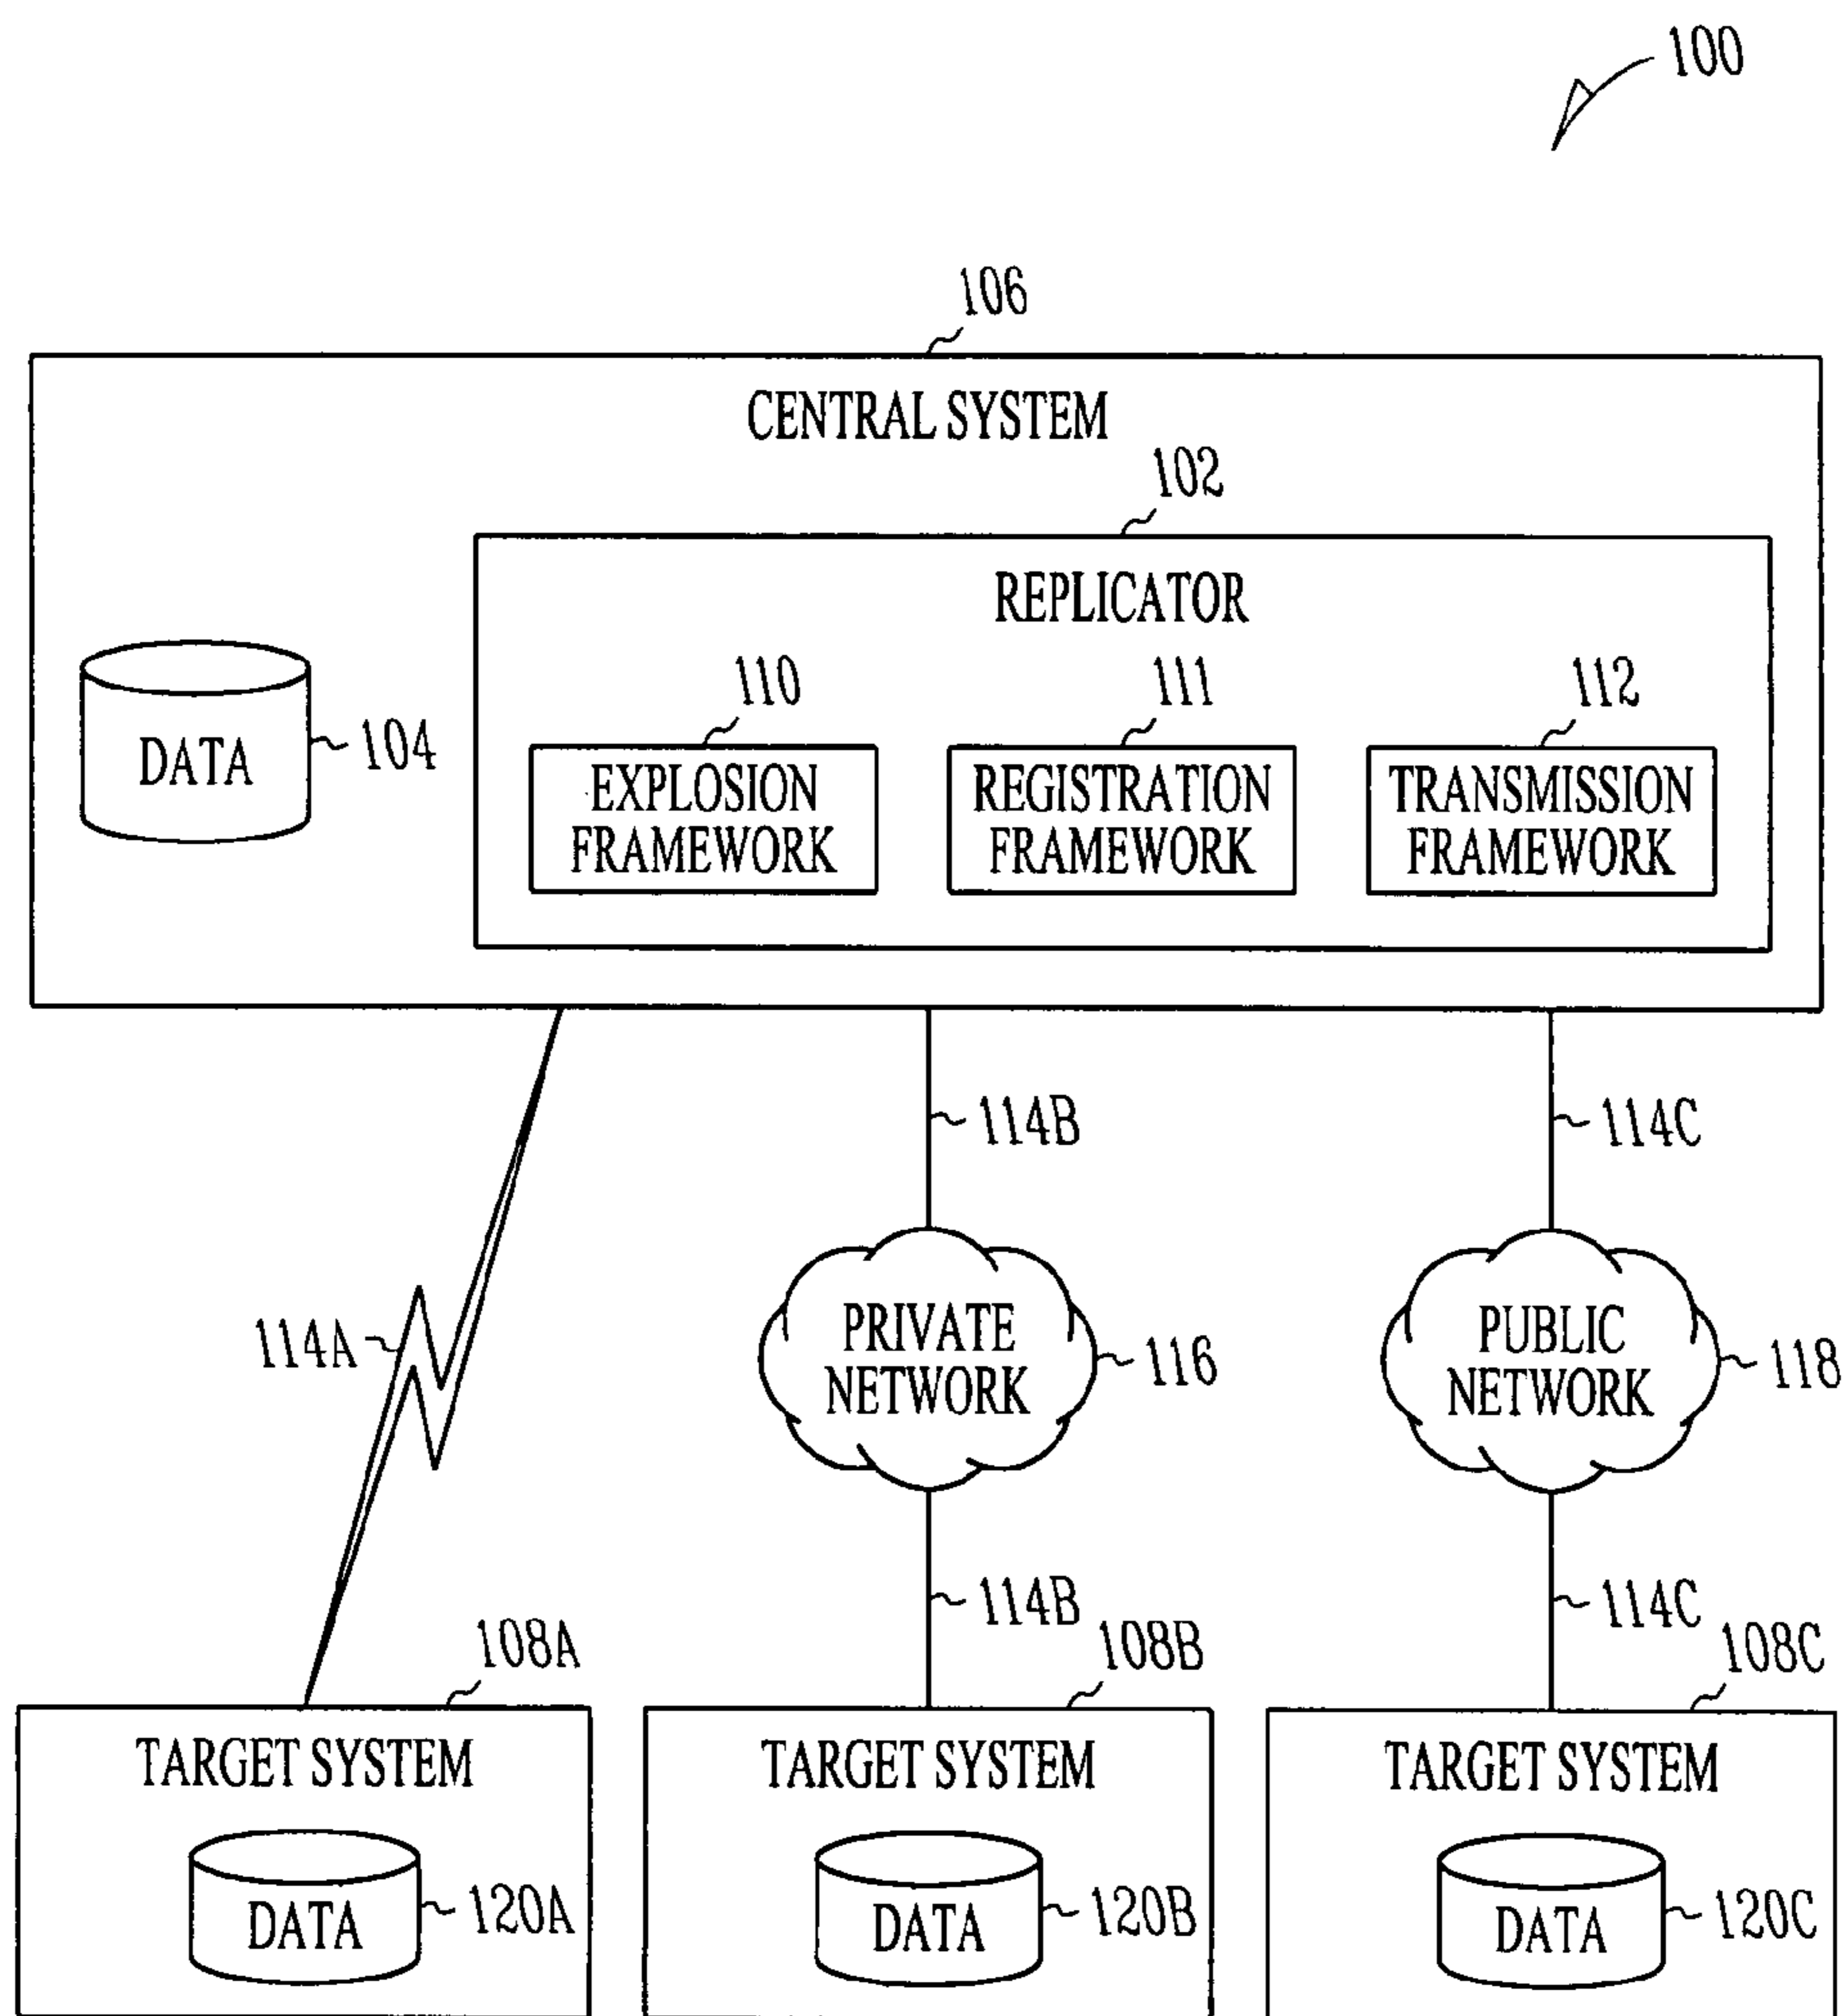 100
106
CENTRAL SYSTEM
102
REPLICATOR
110
111
112
DATA
104
EXPLOSION
FRAMEWORK
REGISTRATION
FRAMEWORK
TRANSMISSION
FRAMEWORK
114B
114C
114A
PRIVATE
NETWORK
116
PUBLIC
NETWORK
118
114B
114C
108A
108B
108C
TARGET SYSTEM
TARGET SYSTEM
TARGET SYSTEM
DATA
120A
DATA
120B
DATA
120C